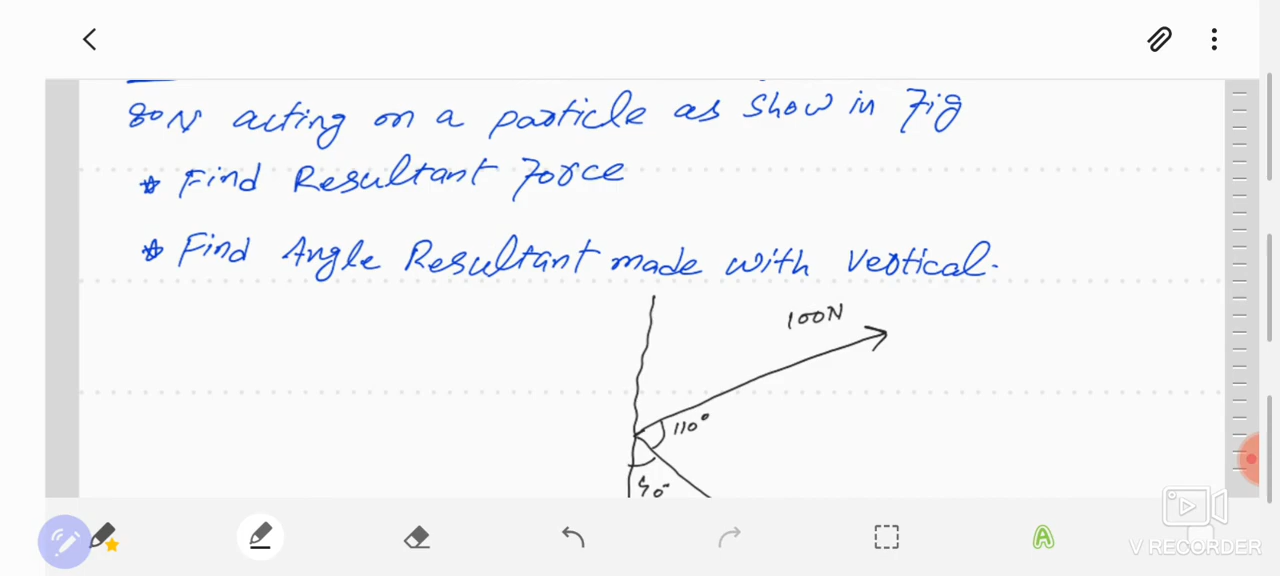 80N acting on a particle as show in Fig
* Find Resultant Force
* Find Angle Resultant made with vertical.
100N
110°
A
V RECORDER